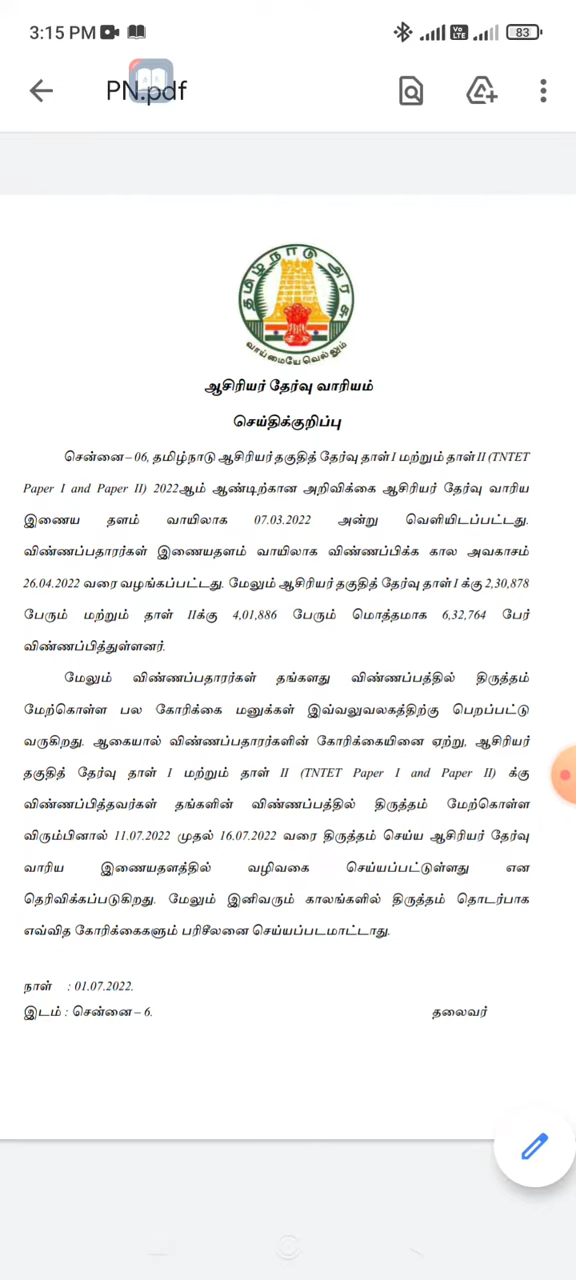 3:15 PM
Vo LTE
83
PN.pdf
தமிழ்நாடு அரசு
வாய்மையே வெல்லும்
ஆசிரியர் தேர்வு வாரியம்
செய்திக்குறிப்பு
சென்னை – 06, தமிழ்நாடு ஆசிரியர் தகுதித் தேர்வு தாள் I மற்றும் தாள் II (TNTET
Paper I and Paper II) 2022ஆம் ஆண்டிற்கான அறிவிக்கை ஆசிரியர் தேர்வு வாரிய
இணைய தளம் வாயிலாக 07.03.2022 அன்று வெளியிடப்பட்டது.
விண்ணப்பதாரர்கள் இணையதளம் வாயிலாக விண்ணப்பிக்க கால அவகாசம்
26.04.2022 வரை வழங்கப்பட்டது. மேலும் ஆசிரியர் தகுதித் தேர்வு தாள் I க்கு 2,30,878
பேரும் மற்றும் தாள் IIக்கு 4,01,886 பேரும் மொத்தமாக 6,32,764 பேர்
விண்ணப்பித்துள்ளனர்.
மேலும் விண்ணப்பதாரர்கள் தங்களது விண்ணப்பத்தில் திருத்தம்
மேற்கொள்ள பல கோரிக்கை மனுக்கள் இவ்வலுவலகத்திற்கு பெறப்பட்டு
வருகிறது. ஆகையால் விண்ணப்பதாரர்களின் கோரிக்கையினை ஏற்று, ஆசிரியர்
தகுதித் தேர்வு தாள் I மற்றும் தாள் II (TNTET Paper I and Paper II) க்கு
விண்ணப்பித்தவர்கள் தங்களின் விண்ணப்பத்தில் திருத்தம் மேற்கொள்ள
விரும்பினால் 11.07.2022 முதல் 16.07.2022 வரை திருத்தம் செய்ய ஆசிரியர் தேர்வு
வாரிய இணையதளத்தில் வழிவகை செய்யப்பட்டுள்ளது என
தெரிவிக்கப்படுகிறது. மேலும் இனிவரும் காலங்களில் திருத்தம் தொடர்பாக
எவ்வித கோரிக்கைகளும் பரிசீலனை செய்யப்படமாட்டாது.
நாள் : 01.07.2022.
இடம் : சென்னை – 6. தலைவர்